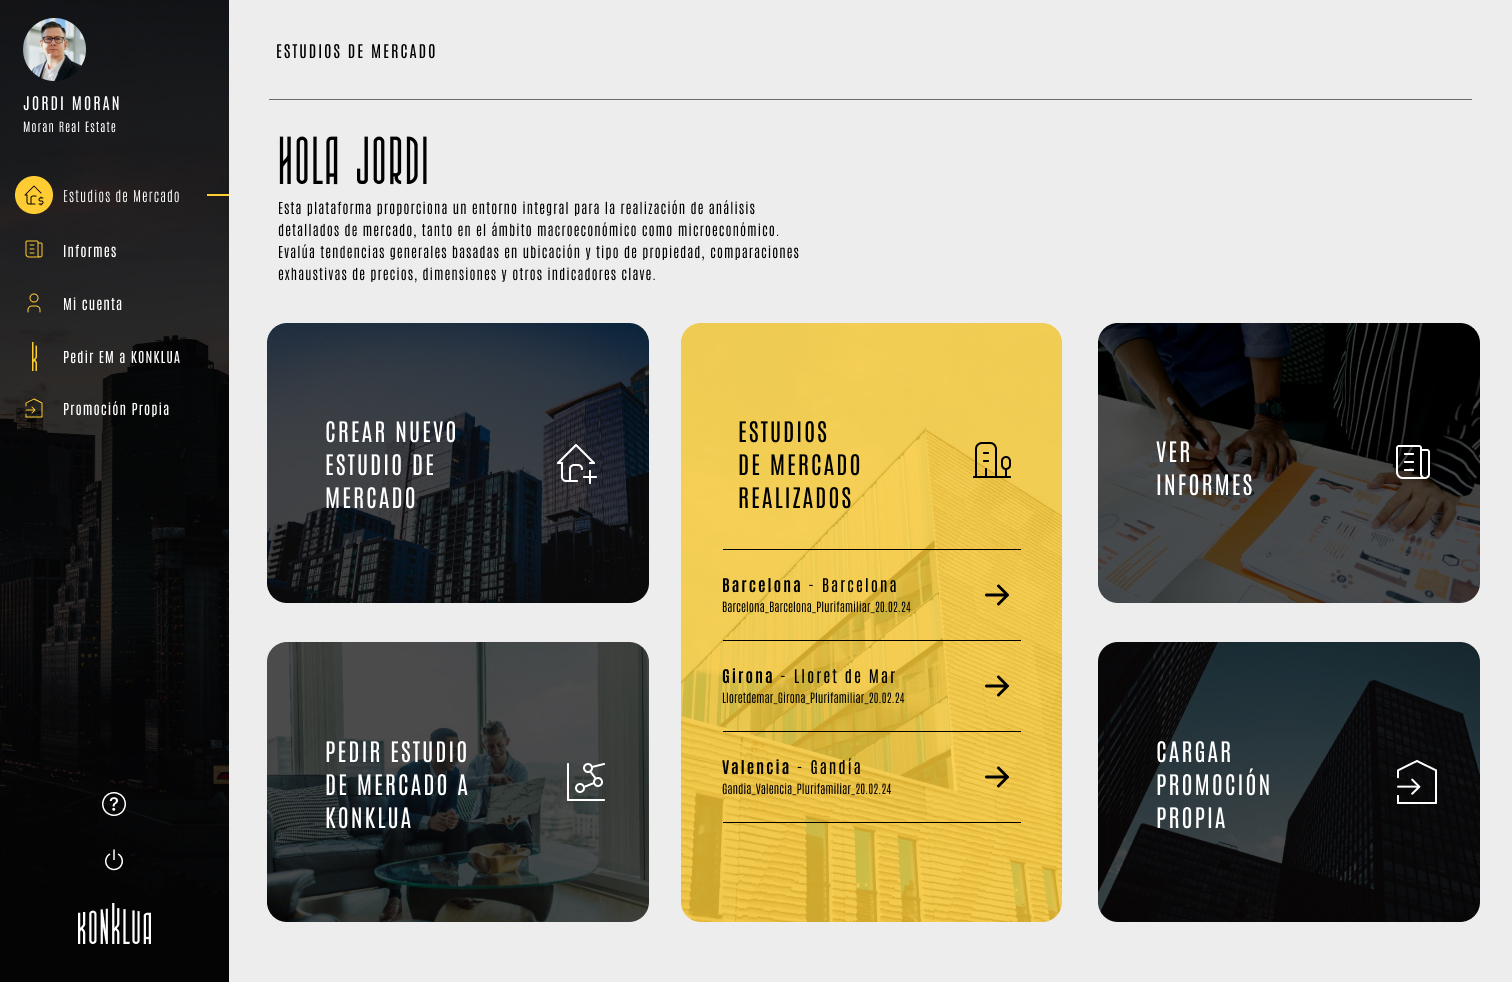 JORDI MORAN
Moran Real Estate
Estudios de Mercado
Informes
Mi cuenta
Pedir EM a KONKLUA
Promoción Propia
KONKLUA
ESTUDIOS DE MERCADO
HOLA JORDI
Esta plataforma proporciona un entorno integral para la realización de análisis
detallados de mercado, tanto en el ámbito macroeconómico como microeconómico.
Evalúa tendencias generales basadas en ubicación y tipo de propiedad, comparaciones
exhaustivas de precios, dimensiones y otros indicadores clave.
CREAR NUEVO
ESTUDIO DE
MERCADO
ESTUDIOS
DE MERCADO
REALIZADOS
Barcelona - Barcelona
Barcelona_Barcelona_Plurifamiliar_20.02.24
Girona - Lloret de Mar
Lloretdemar_Girona_Plurifamiliar_20.02.24
Valencia - Gandía
Gandia_Valencia_Plurifamiliar_20.02.24
VER
INFORMES
PEDIR ESTUDIO
DE MERCADO A
KONKLUA
CARGAR
PROMOCIÓN
PROPIA